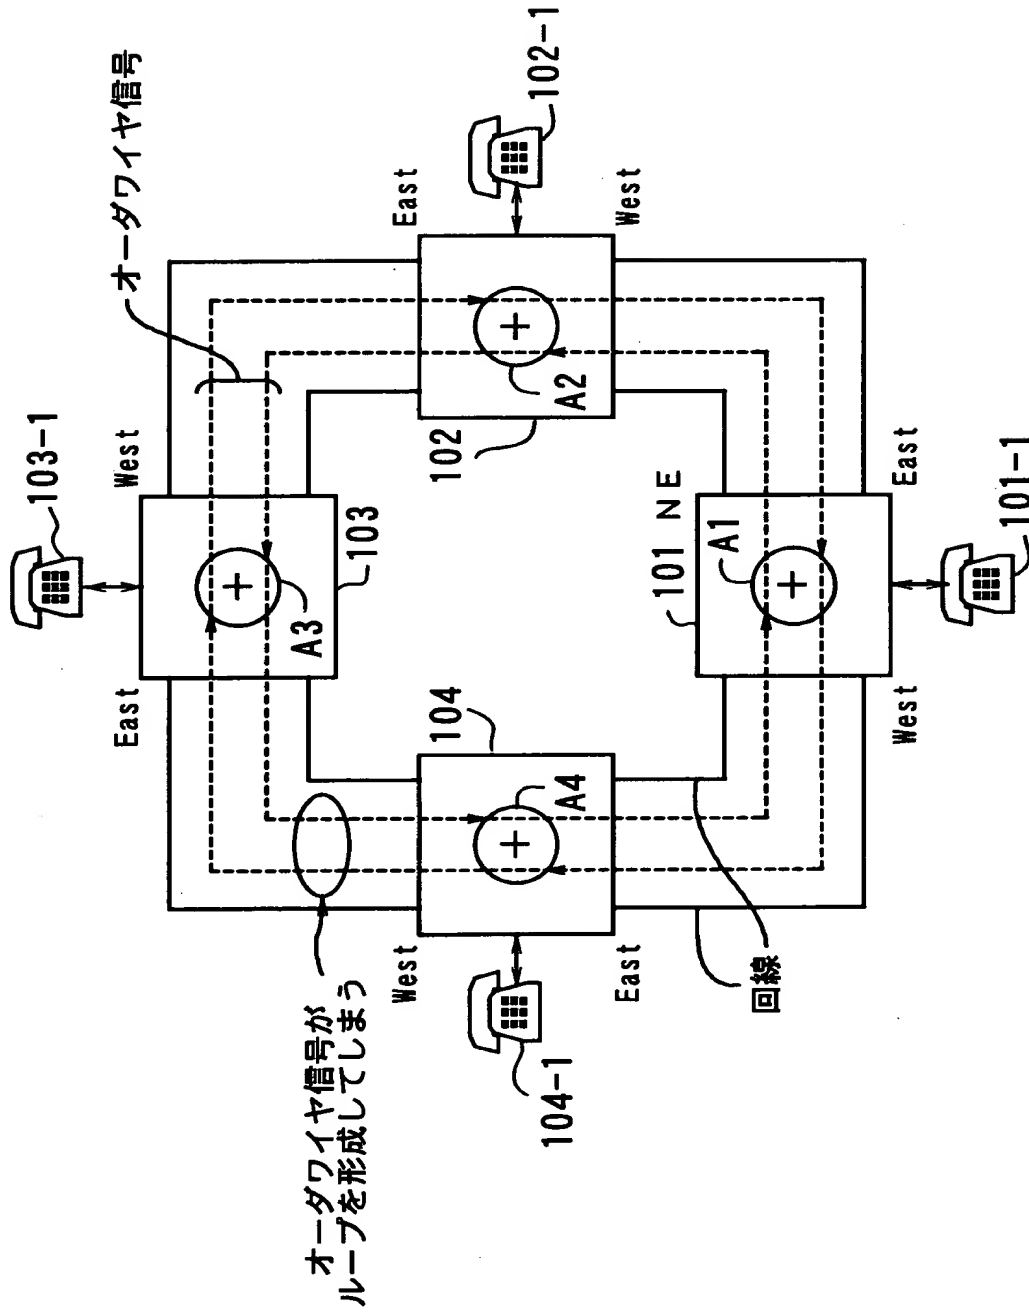 オーダワイヤ信号
102-1
East
West
A2
102
103-1
West
East
103
A3
101 NE
A1
East
West
101-1
104
A4
West
East
104-1
回線
オーダワイヤ信号が
ループを形成してしまう